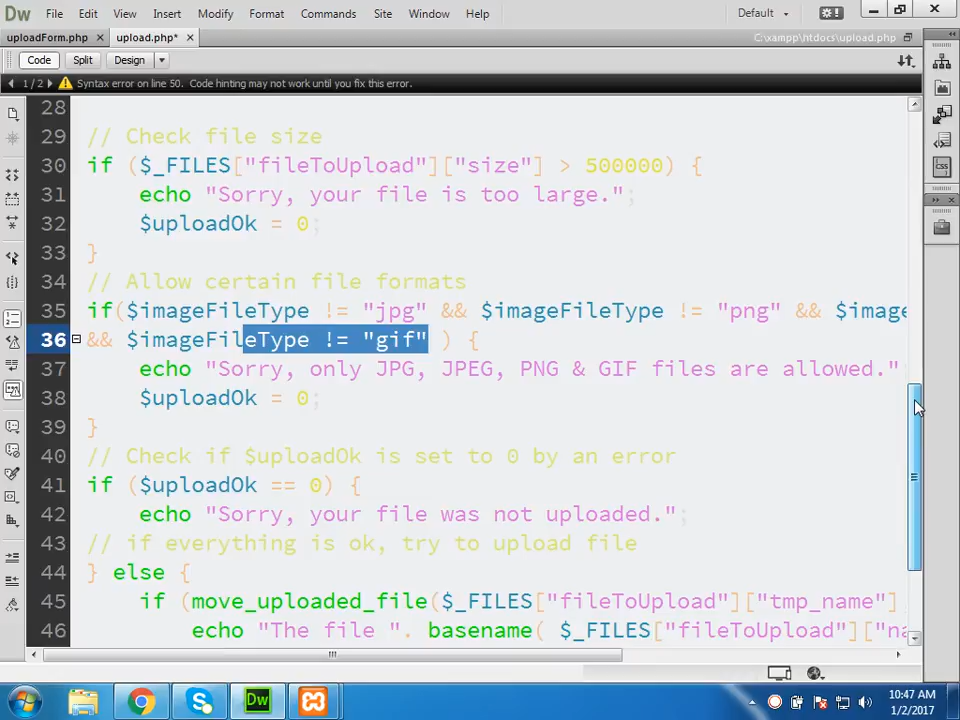 Dw File Edit View Insert Modify Format Commands Site Window Help Default
uploadForm.php upload.php* C:\xampp\htdocs\upload.php
Code Split Design
1/2 Syntax error on line 50. Code hinting may not work until you fix this error.
28
29 // Check file size
30 if ($_FILES["fileToUpload"]["size"] > 500000) {
31 echo "Sorry, your file is too large.";
32 $uploadOk = 0;
33 }
34 // Allow certain file formats
35 if($imageFileType != "jpg" && $imageFileType != "png" && $image
36 && $imageFileType != "gif" ) {
37 echo "Sorry, only JPG, JPEG, PNG & GIF files are allowed.";
38 $uploadOk = 0;
39 }
40 // Check if $uploadOk is set to 0 by an error
41 if ($uploadOk == 0) {
42 echo "Sorry, your file was not uploaded.";
43 // if everything is ok, try to upload file
44 } else {
45 if (move_uploaded_file($_FILES["fileToUpload"]["tmp_name"]
46 echo "The file ". basename( $_FILES["fileToUpload"]["na
Dw
10:47 AM
1/2/2017